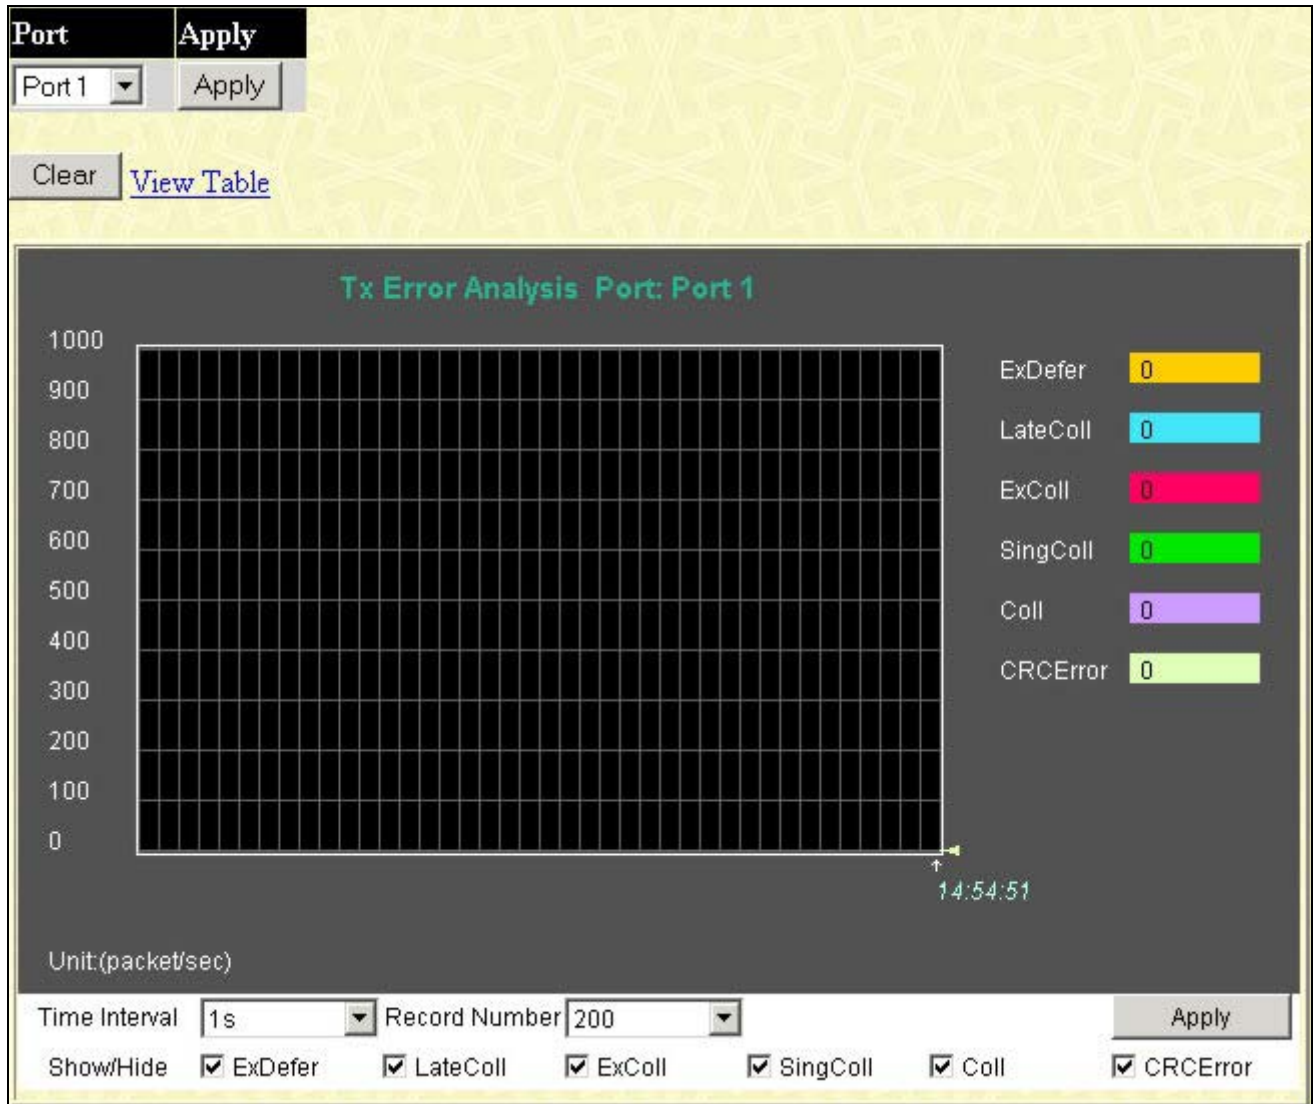 Port Apply
Port 1 Apply
Clear View Table
Tx Error Analysis Port: Port 1
1000
900
800
700
600
500
400
300
200
100
0
ExDefer 0
LateColl 0
ExColl 0
SingColl 0
Coll 0
CRCError 0
14:54:51
Unit:(packet/sec)
Time Interval 1s Record Number 200 Apply
Show/Hide ExDefer LateColl ExColl SingColl Coll CRCError